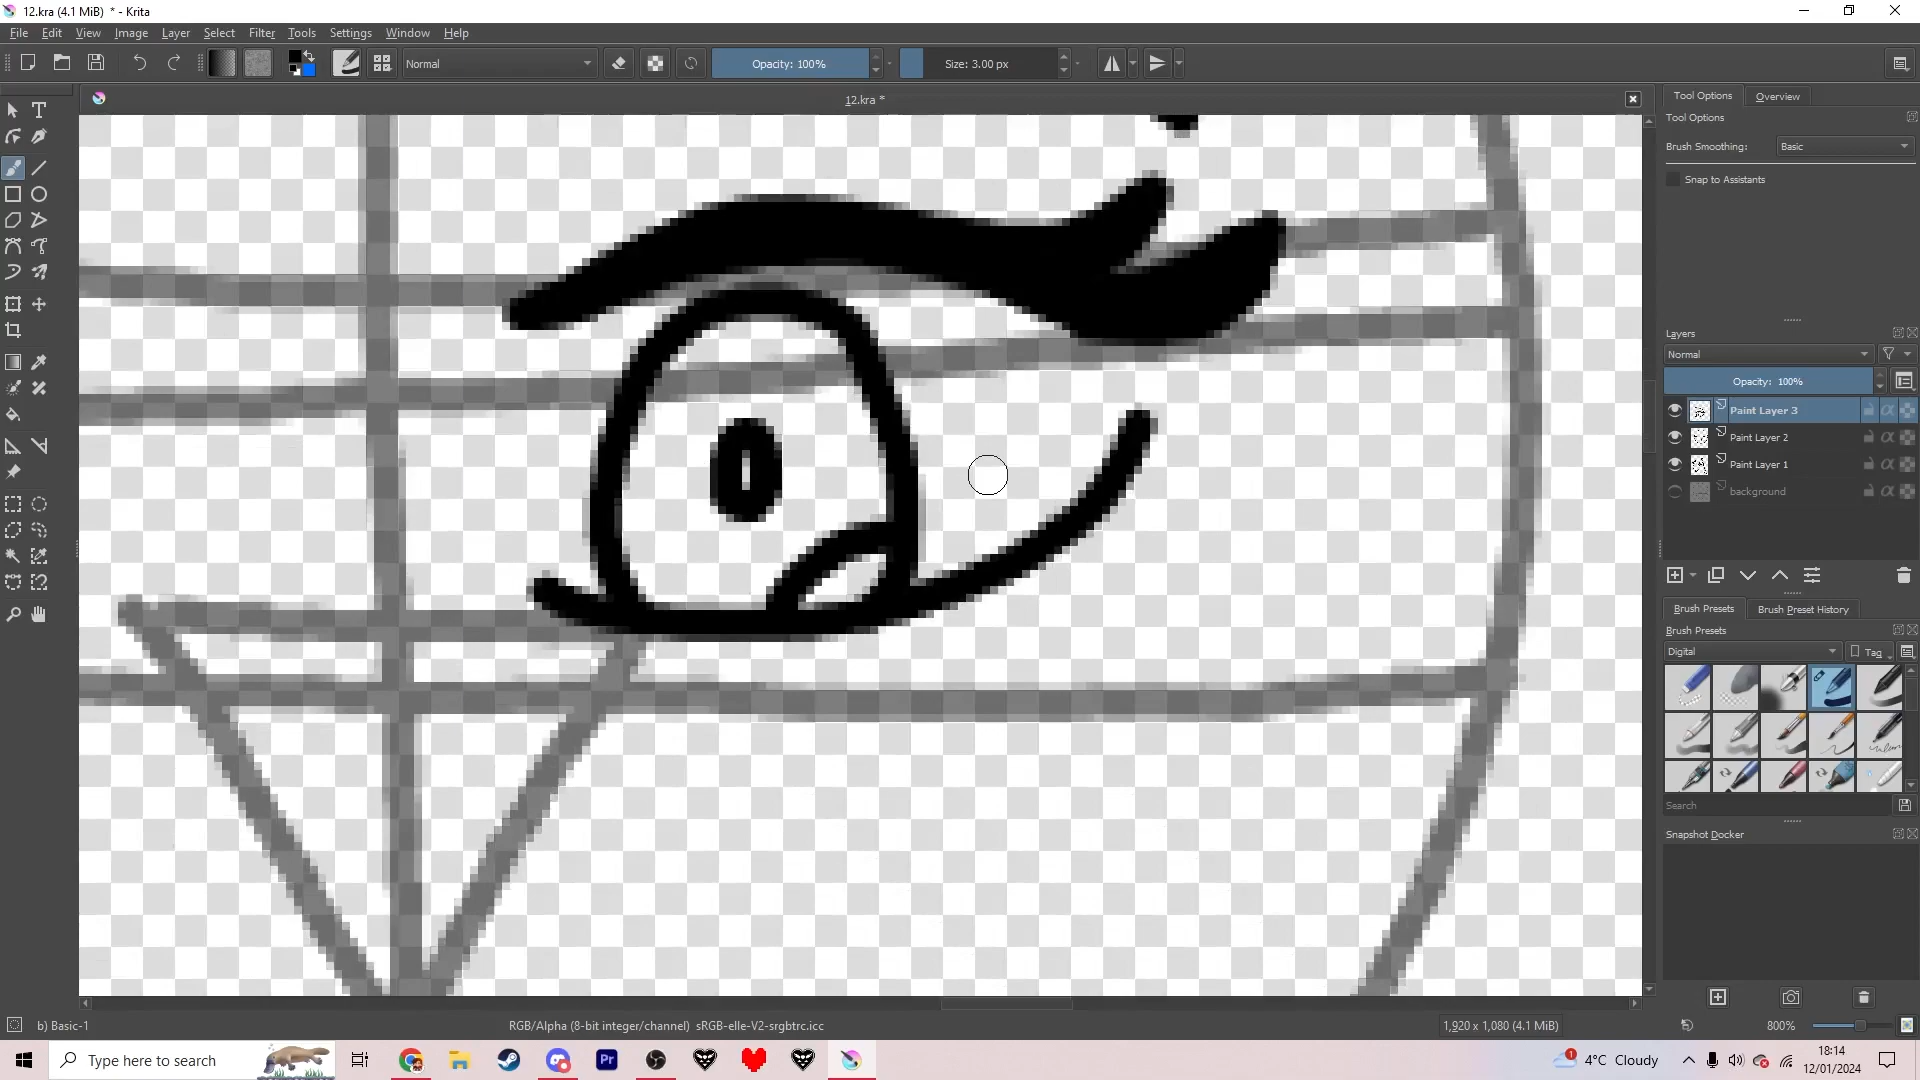 12.kra (4.1 MiB) * - Krita
File Edit View Image Layer Select Filter Tools Settings Window Help
Normal Opacity: 100% Size: 3.00 px
12.kra *
Tool Options Overview
Tool Options
Brush Smoothing: Basic
Snap to Assistants
Layers
Normal
Opacity: 100%
Paint Layer 3
Paint Layer 2
Paint Layer 1
background
Brush Presets Brush Preset History
Brush Presets
Digital Tag
Search
Snapshot Docker
b) Basic-1 RGB/Alpha (8-bit integer/channel) sRGB-elle-V2-srgbtrc.icc 1,920 x 1,080 (4.1 MiB) 800%
Type here to search Pr 1 4°C Cloudy 18:14
12/01/2024